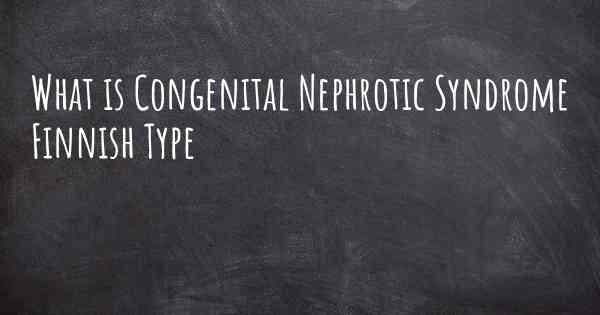 What is Congenital Nephrotic Syndrome
Finnish Type